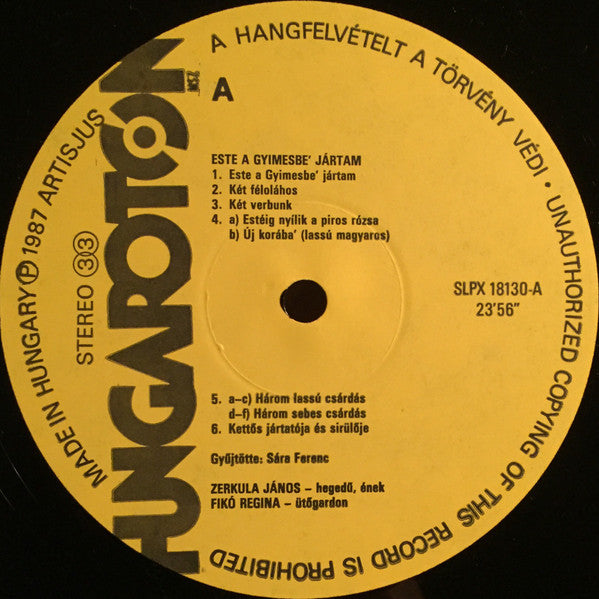 MADE IN HUNGARY Ⓟ 1987 ARTISJUS
A HANGFELVÉTELT A TÖRVÉNY VÉDI · UNAUTHORIZED COPYING OF THIS RECORD IS PROHIBITED
HUNGAROTON
MSZ
STEREO 33
A
ESTE A GYIMESBE' JÁRTAM
1. Este a Gyimesbe' jártam
2. Két féloláhos
3. Két verbunk
4. a) Estéig nyílik a piros rózsa
b) Új korába' (lassú magyaros)
SLPX 18130-A
23'56"
5. a–c) Három lassú csárdás
d–f) Három sebes csárdás
6. Kettős jártatója és sirülője
Gyűjtötte: Sára Ferenc
ZERKULA JÁNOS – hegedű, ének
FIKÓ REGINA – ütőgardon